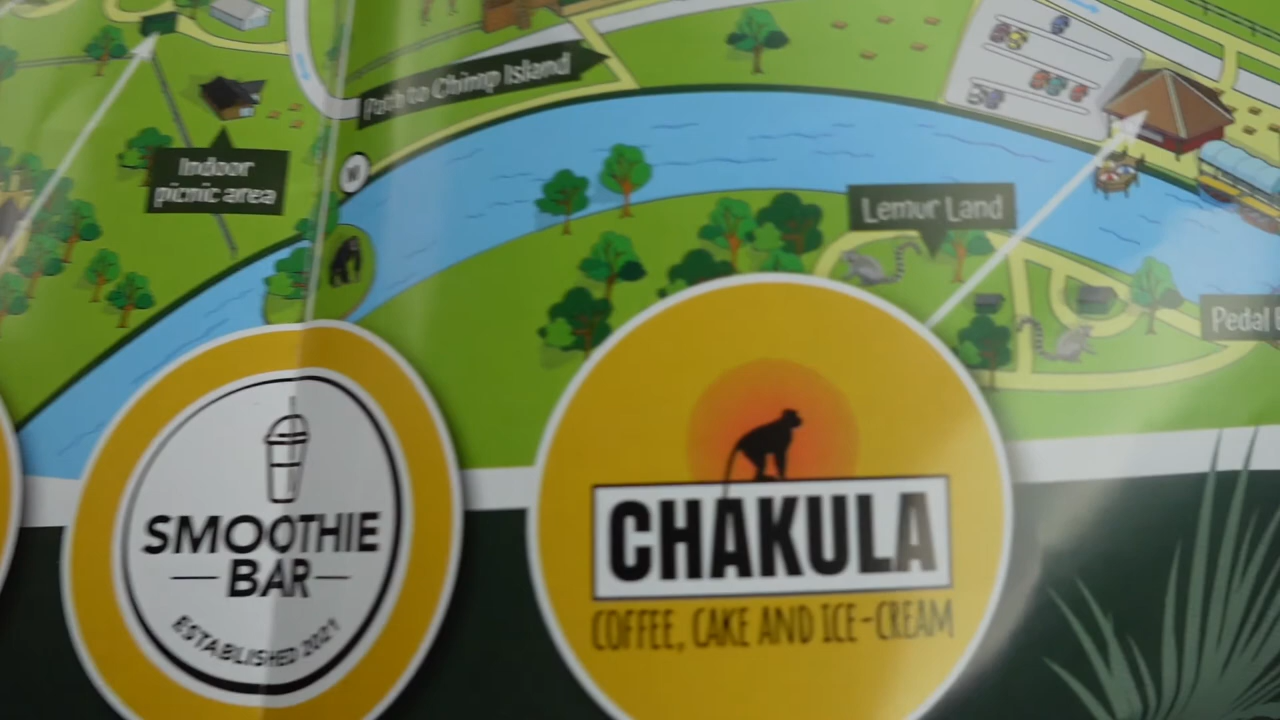 Path to Chimp Island
Indoor
picnic area
Lemur Land
Pedal
SMOOTHIE
BAR
ESTABLISHED 2021
CHAKULA
COFFEE, CAKE AND ICE-CREAM